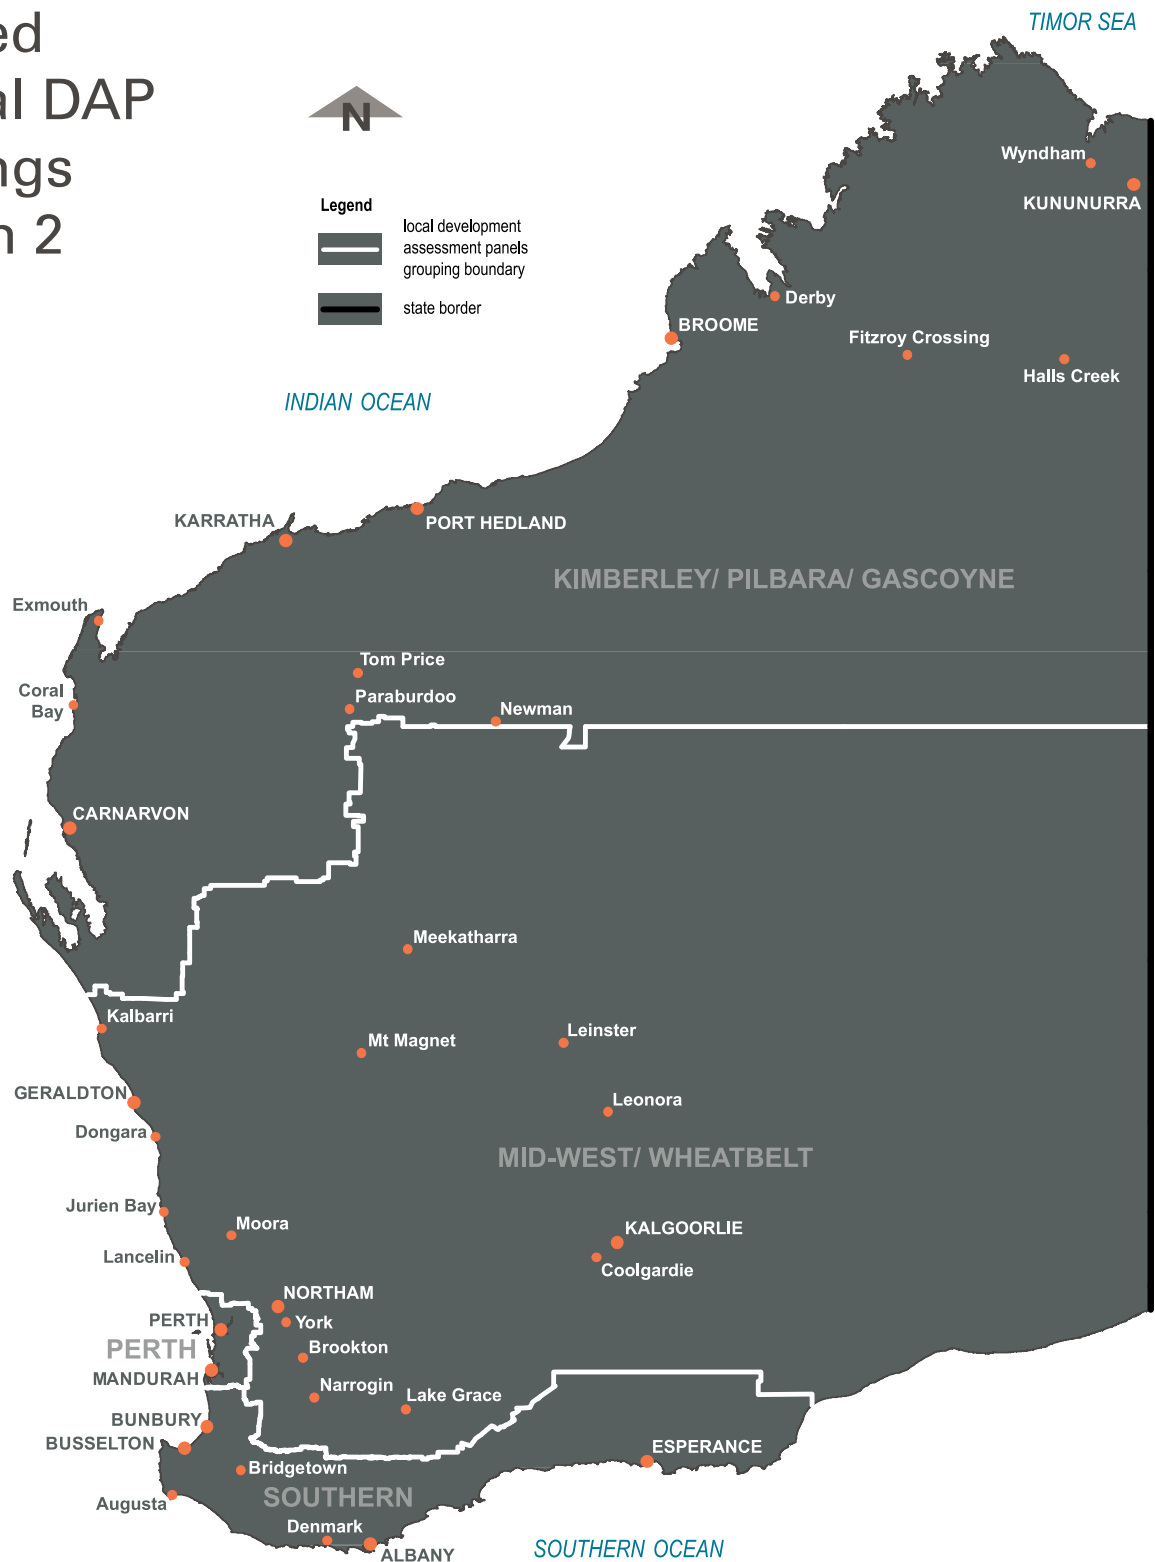 ed
al DAP
ngs
n 2
TIMOR SEA
N
Legend
local development
assessment panels
grouping boundary
state border
Wyndham
KUNUNURRA
Derby
BROOME
Fitzroy Crossing
Halls Creek
INDIAN OCEAN
KARRATHA
PORT HEDLAND
KIMBERLEY/ PILBARA/ GASCOYNE
Exmouth
Tom Price
Coral
Bay
Paraburdoo
Newman
CARNARVON
Meekatharra
Kalbarri
Leinster
Mt Magnet
GERALDTON
Leonora
Dongara
MID-WEST/ WHEATBELT
Jurien Bay
Moora
KALGOORLIE
Lancelin
Coolgardie
NORTHAM
PERTH
York
PERTH
Brookton
MANDURAH
Narrogin
Lake Grace
BUNBURY
BUSSELTON
ESPERANCE
Bridgetown
Augusta
SOUTHERN
Denmark
ALBANY
SOUTHERN OCEAN